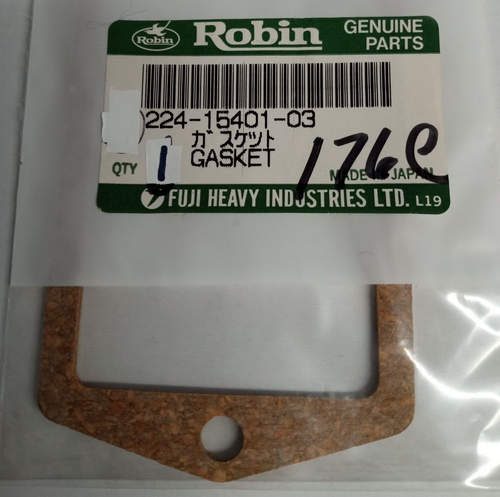 Robin Robin GENUINE
PARTS
)224-15401-03
ガスケット
QTY 1 GASKET 176C
MADE IN JAPAN
FUJI HEAVY INDUSTRIES LTD. L19